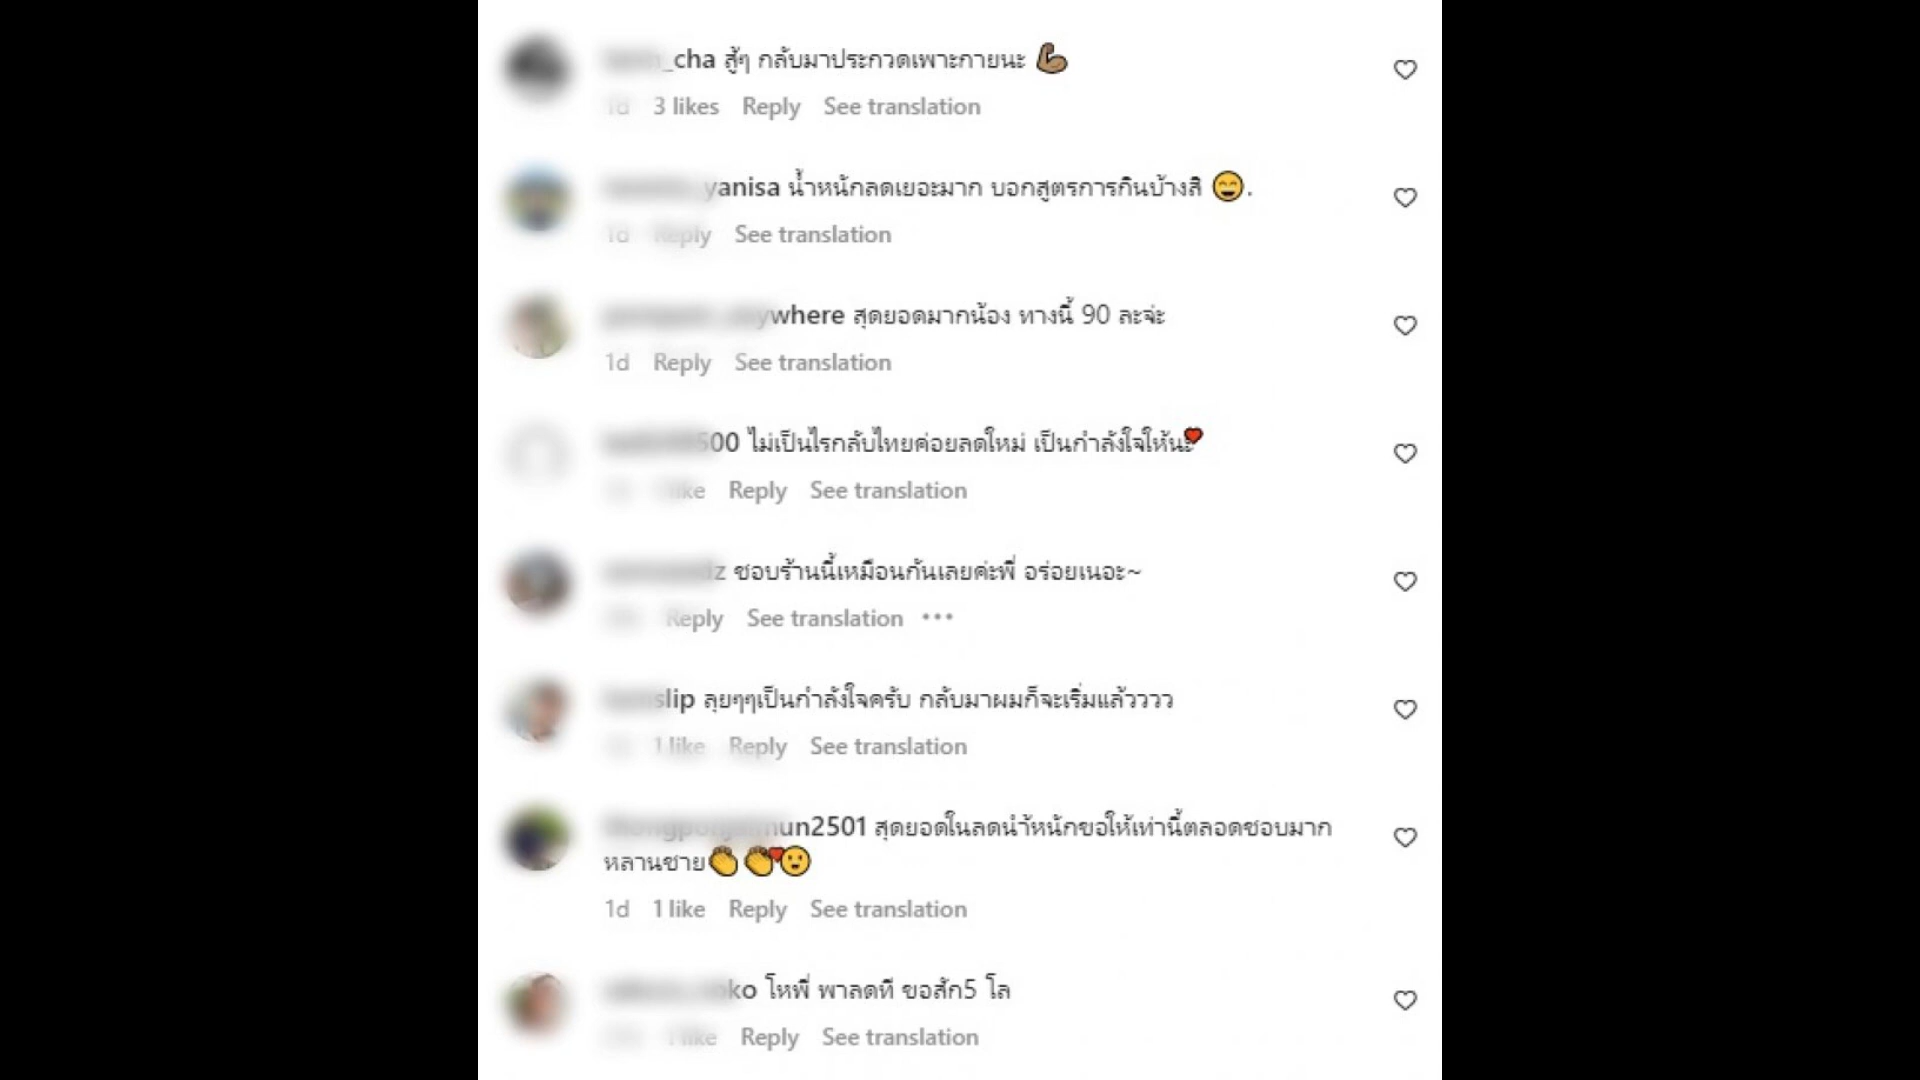 _cha สู้ๆ กลับมาประกวดเพาะกายนะ 💪🏽
1d 3 likes Reply See translation
yanisa น้ำหนักลดเยอะมาก บอกสูตรการกินบ้างสิ 😄.
1d Reply See translation
where สุดยอดมากน้อง ทางนี้ 90 ละจ่ะ
1d Reply See translation
500 ไม่เป็นไรกลับไทยค่อยลดใหม่ เป็นกำลังใจให้นะ❤
like Reply See translation
z ชอบร้านนี้เหมือนกันเลยค่ะพี่ อร่อยเนอะ~
Reply See translation •••
slip ลุยๆๆเป็นกำลังใจครับ กลับมาผมก็จะเริ่มแล้วววว
1 like Reply See translation
un2501 สุดยอดในลดนำ้หนักขอให้เท่านี้ตลอดชอบมาก
หลานชาย👏👏❤😮
1d 1 like Reply See translation
ko โหพี่ พาลดที ขอสัก5 โล
like Reply See translation